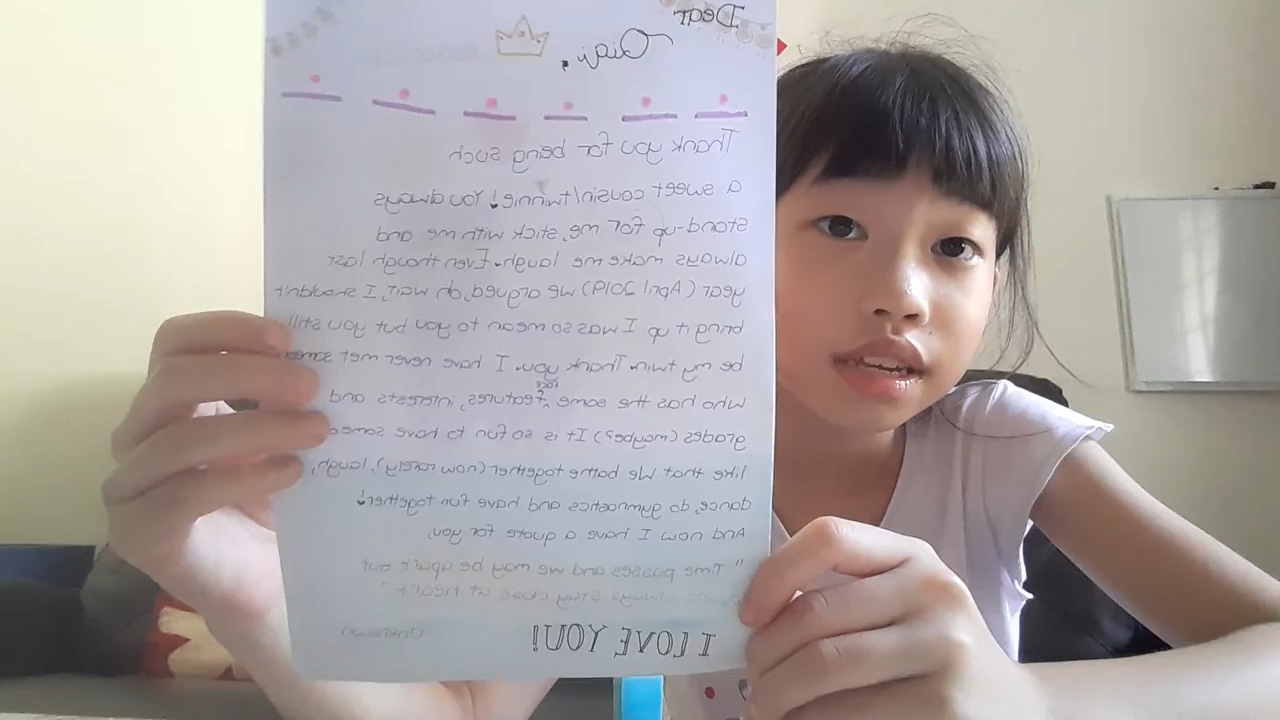 Dear
Qiqi,
Thank you for being such
a sweet cousin/twinnie! You always
stand-up for me, stick with me and
always make me laugh. Even though last
year (April 2019) we argued, oh wait, I shouldn't
bring it up I was so mean to you but you still
be my twin. Thank you. I have never met
who has the same face features, interests and
grades (maybe?) It is so fun to have
like that We bathe together (now rarely), laugh,
dance, do gymnastics and have fun together!
And now I have a quote for you,
" Time passes and we may be apart but
always stay close at heart "
I LOVE YOU!
Unknown